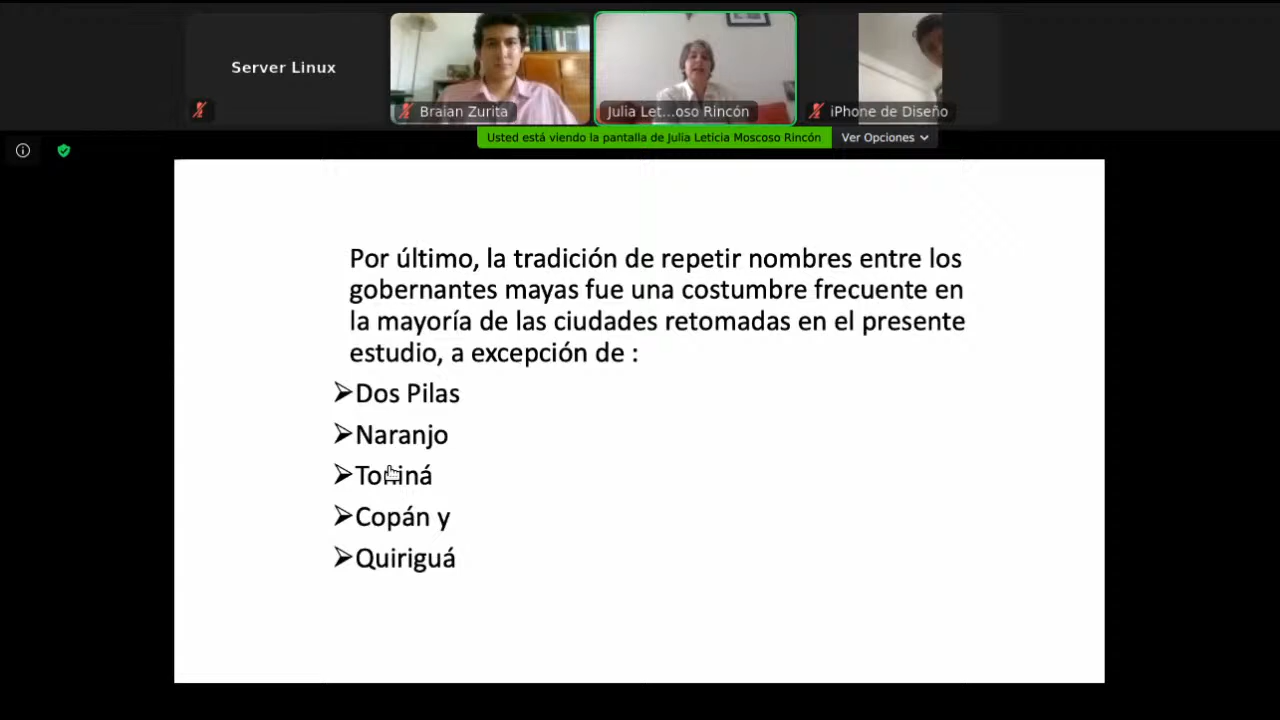 Server Linux
Braian Zurita
Julia Let...oso Rincón
iPhone de Diseño
Usted está viendo la pantalla de Julia Leticia Moscoso Rincón
Ver Opciones
Por último, la tradición de repetir nombres entre los
gobernantes mayas fue una costumbre frecuente en
la mayoría de las ciudades retomadas en el presente
estudio, a excepción de :
➢Dos Pilas
➢Naranjo
➢Toniná
➢Copán y
➢Quiriguá